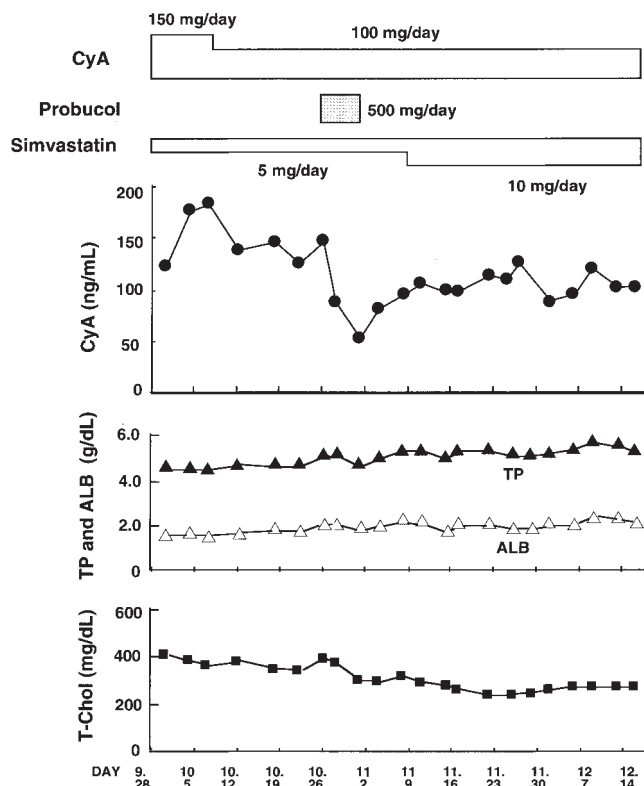 150 mg/day
100 mg/day
CyA
Probucol
500 mg/day
Simvastatin
5 mg/day
10 mg/day
200
150
100
50
0
CyA (ng/mL)
6.0
4.0
2.0
0
TP and ALB (g/dL)
TP
ALB
600
400
200
0
T-Chol (mg/dL)
DAY 9. 10 10. 10. 10. 11 11 11. 11. 11. 12 12.
28 5 12 19 26 2 9 16 23 30 7 14